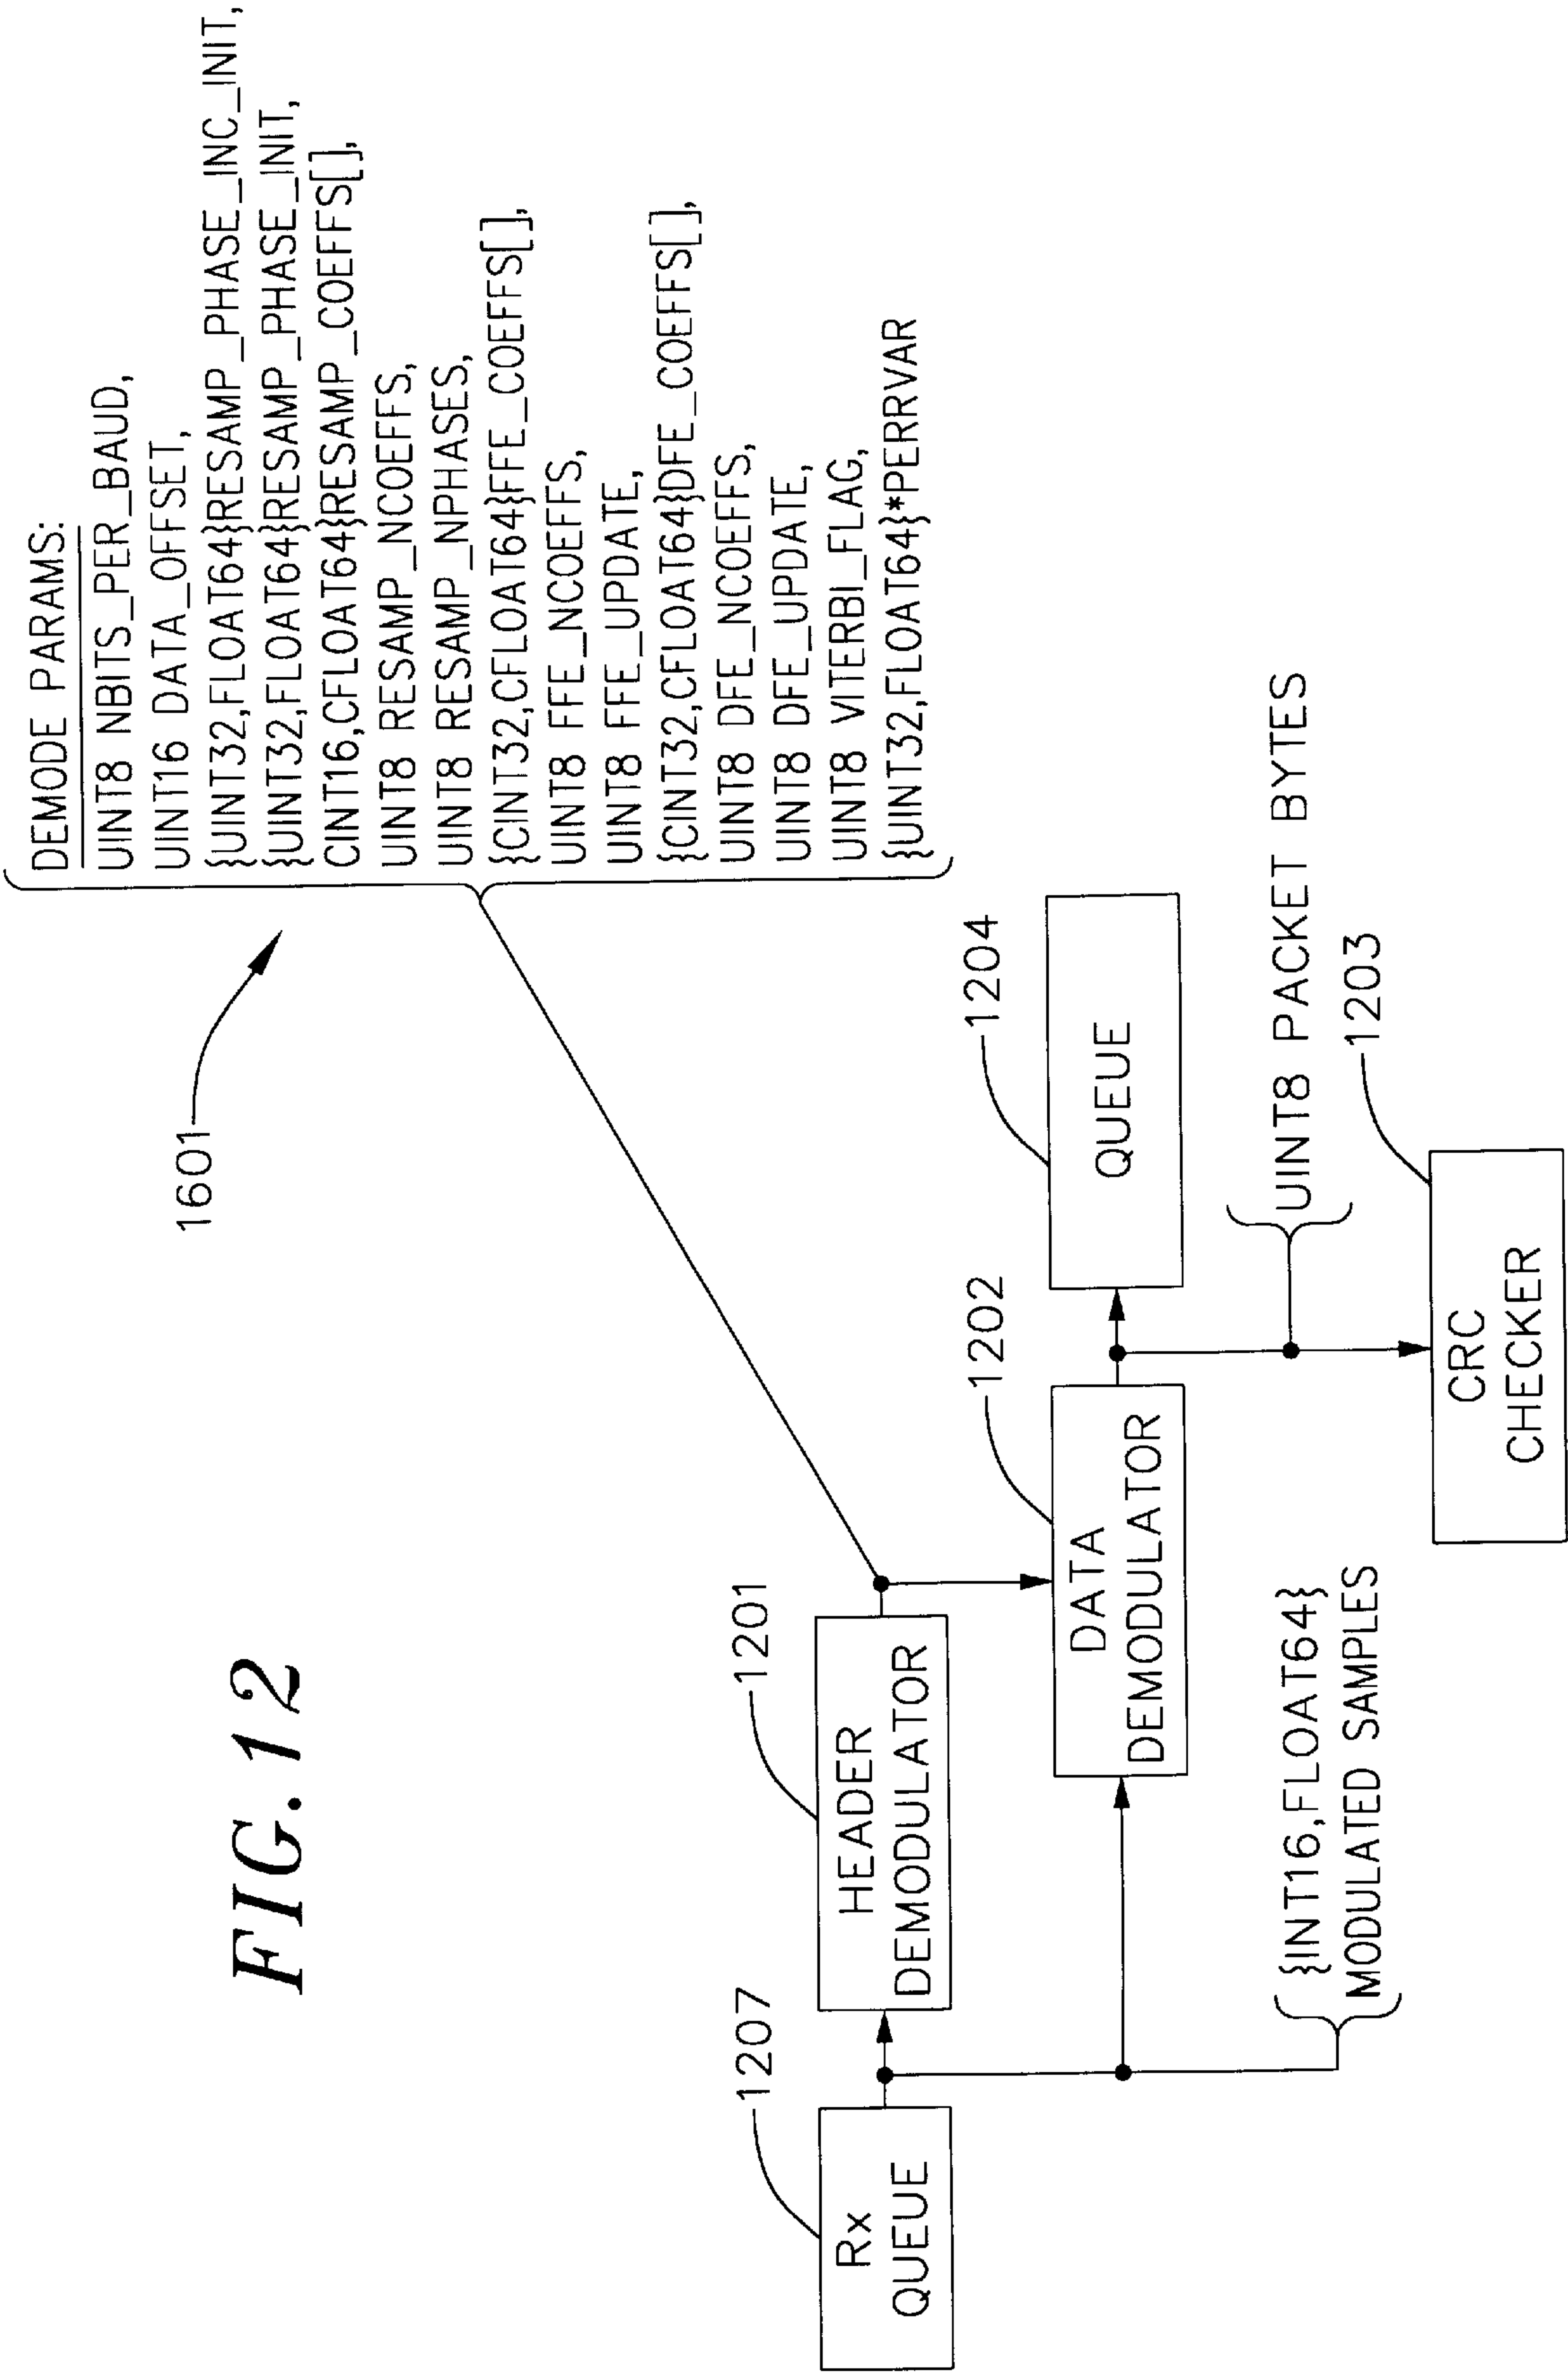 FIG.12
1601
DEMODE PARAMS:
UINT8 NBITS_PER_BAUD,
UINT16 DATA_OFFSET,
}UINT32,FLOAT64}RESAMP_PHASE_INC_INIT,
}UINT32,FLOAT64}RESAMP_PHASE_INIT,
CINT16,CFLOAT64}RESAMP_COEFFS[],
UINT8 RESAMP_NCOEFFS,
UINT8 RESAMP_NPHASES,
}CINT32,CFLOAT64}FFE_COEFFS[],
UINT8 FFE_NCOEFFS,
UINT8 FFE_UPDATE,
}CINT32,CFLOAT64}DFE_COEFFS[],
UINT8 DFE_NCOEFFS,
UINT8 DFE_UPDATE,
UINT8 VITERBI_FLAG,
}UINT32,FLOAT64}*PERRVAR
1207
Rx
QUEUE
1201
HEADER
DEMODULATOR
1202
DATA
DEMODULATOR
1204
QUEUE
}INT16,FLOAT64}
MODULATED SAMPLES
UINT8 PACKET BYTES
1203
CRC
CHECKER